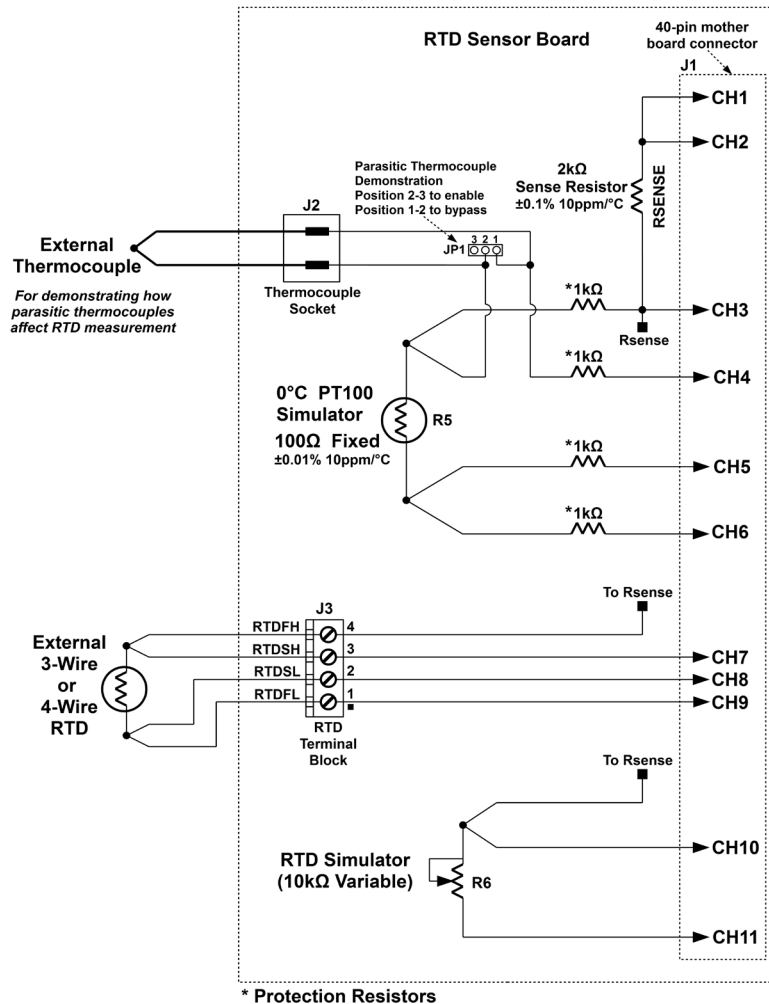 RTD Sensor Board
40-pin mother
board connector
J1
CH1
CH2
2kΩ
Sense Resistor
±0.1% 10ppm/°C
RSENSE
Parasitic Thermocouple
Demonstration
Position 2-3 to enable
Position 1-2 to bypass
J2
JP1
3 2 1
External
Thermocouple
For demonstrating how
parasitic thermocouples
affect RTD measurement
Thermocouple
Socket
*1kΩ
CH3
Rsense
*1kΩ
CH4
0°C PT100
Simulator
100Ω Fixed
±0.01% 10ppm/°C
R5
*1kΩ
CH5
*1kΩ
CH6
To Rsense
J3
External
3-Wire
or
4-Wire
RTD
RTDFH
4
RTDSH
3
CH7
RTDSL
2
CH8
RTDFL
1
CH9
RTD
Terminal
Block
To Rsense
RTD Simulator
(10kΩ Variable)
R6
CH10
CH11
* Protection Resistors